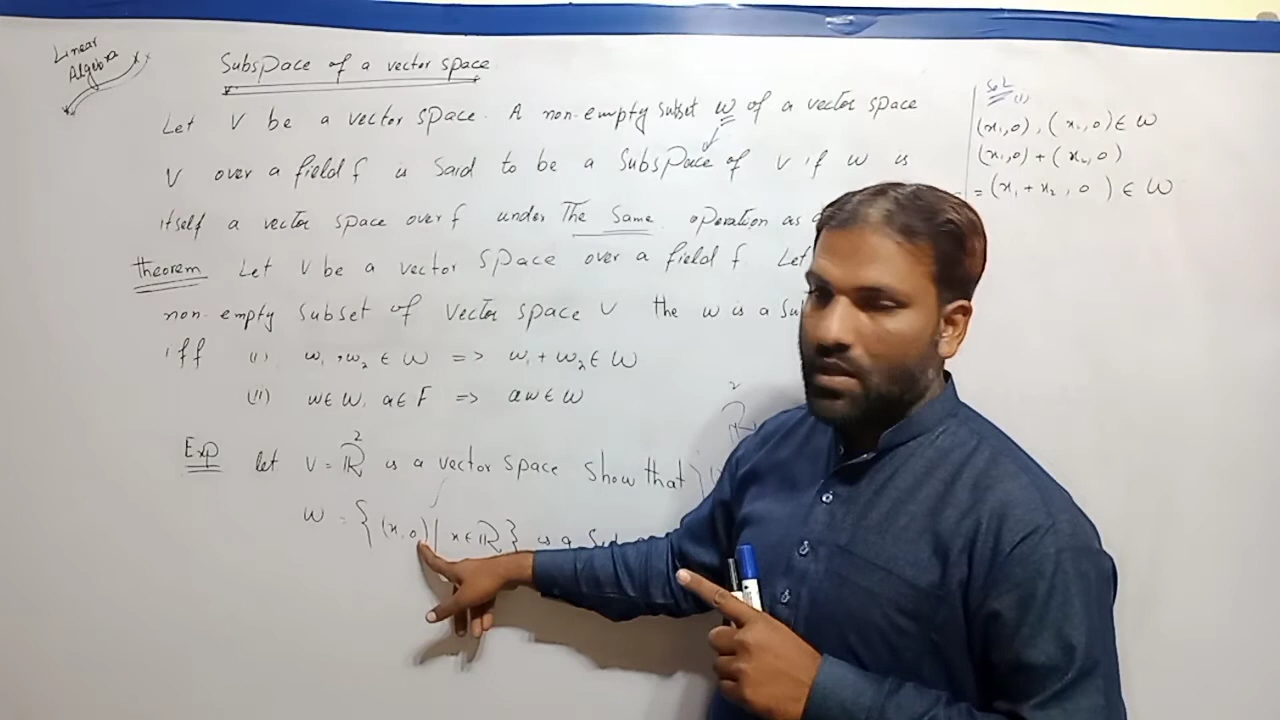 Linear
Algebra
Subspace of a vector space
Let V be a vector space. A non-empty subset W of a vector space
V over a field f is said to be a Subspace of V if W is
itself a vector space over f under The Same operation as
Theorem Let V be a vector space over a field f Let
non-empty subset of vector space V the W is a Su
iff (i) w₁, w₂ ∈ W => w₁ + w₂ ∈ W
(ii) w ∈ W, a ∈ F => aw ∈ W
Exp let V = ℝ² is a vector space show that
W = {(x,0) | x ∈ ℝ} is a
ℝ²
Sol
(i)
(x₁,0), (x₂,0) ∈ W
(x₁,0) + (x₂,0)
= (x₁ + x₂, 0) ∈ W